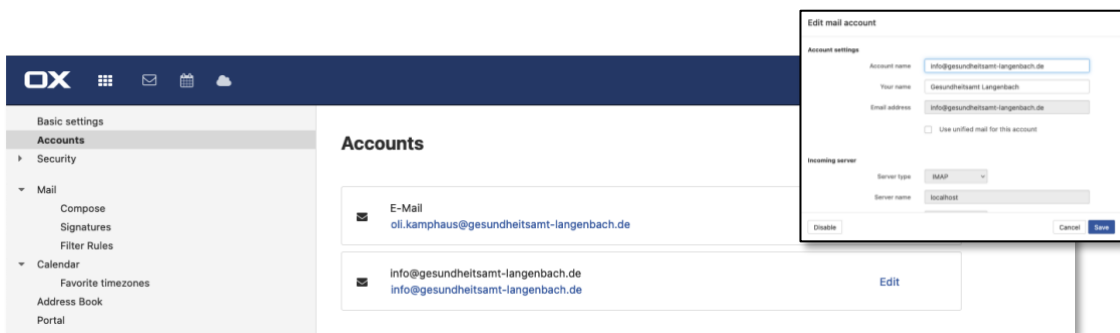 OX
Basic settings
Accounts
Security
Mail
Compose
Signatures
Filter Rules
Calendar
Favorite timezones
Address Book
Portal
Accounts
E-Mail
oli.kamphaus@gesundheitsamt-langenbach.de
info@gesundheitsamt-langenbach.de
info@gesundheitsamt-langenbach.de
Edit
Edit mail account
Account settings
Account name info@gesundheitsamt-langenbach.de
Your name Gesundheitsamt Langenbach
Email address info@gesundheitsamt-langenbach.de
Use unified mail for this account
Incoming server
Server type IMAP
Server name localhost
Disable Cancel Save